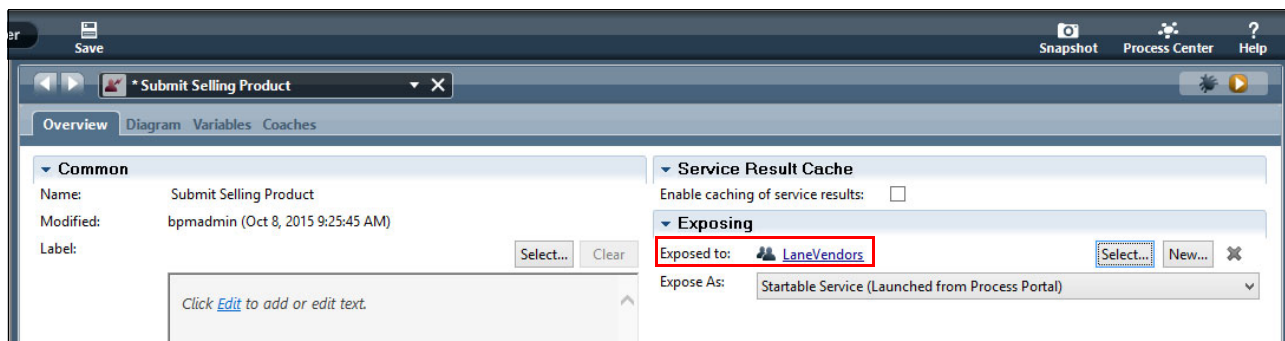 er
Save
Snapshot
Process Center
?
Help
* Submit Selling Product
Overview
Diagram
Variables
Coaches
Common
Name:
Submit Selling Product
Modified:
bpmadmin (Oct 8, 2015 9:25:45 AM)
Label:
Select...
Clear
Click Edit to add or edit text.
Service Result Cache
Enable caching of service results:
Exposing
Exposed to:
LaneVendors
Select...
New...
Expose As:
Startable Service (Launched from Process Portal)